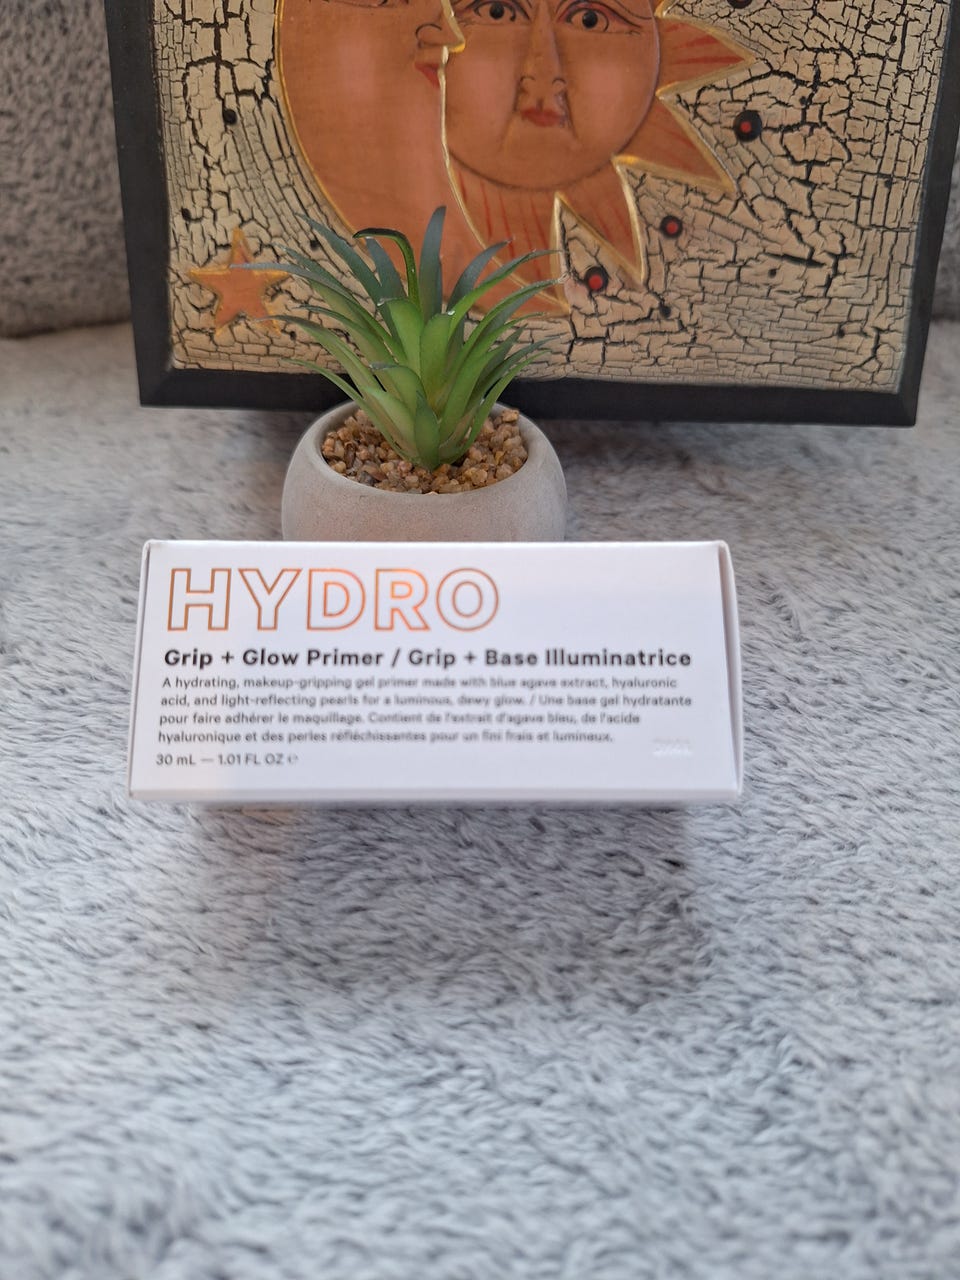 HYDRO
Grip + Glow Primer / Grip + Base Illuminatrice
A hydrating, makeup-gripping gel primer made with blue agave extract, hyaluronic
acid, and light-reflecting pearls for a luminous, dewy glow. / Une base gel hydratante
pour faire adhérer le maquillage. Contient de l'extrait d'agave bleu, de l'acide
hyaluronique et des perles réfléchissantes pour un fini frais et lumineux.
30 mL — 1.01 FL OZ ℮